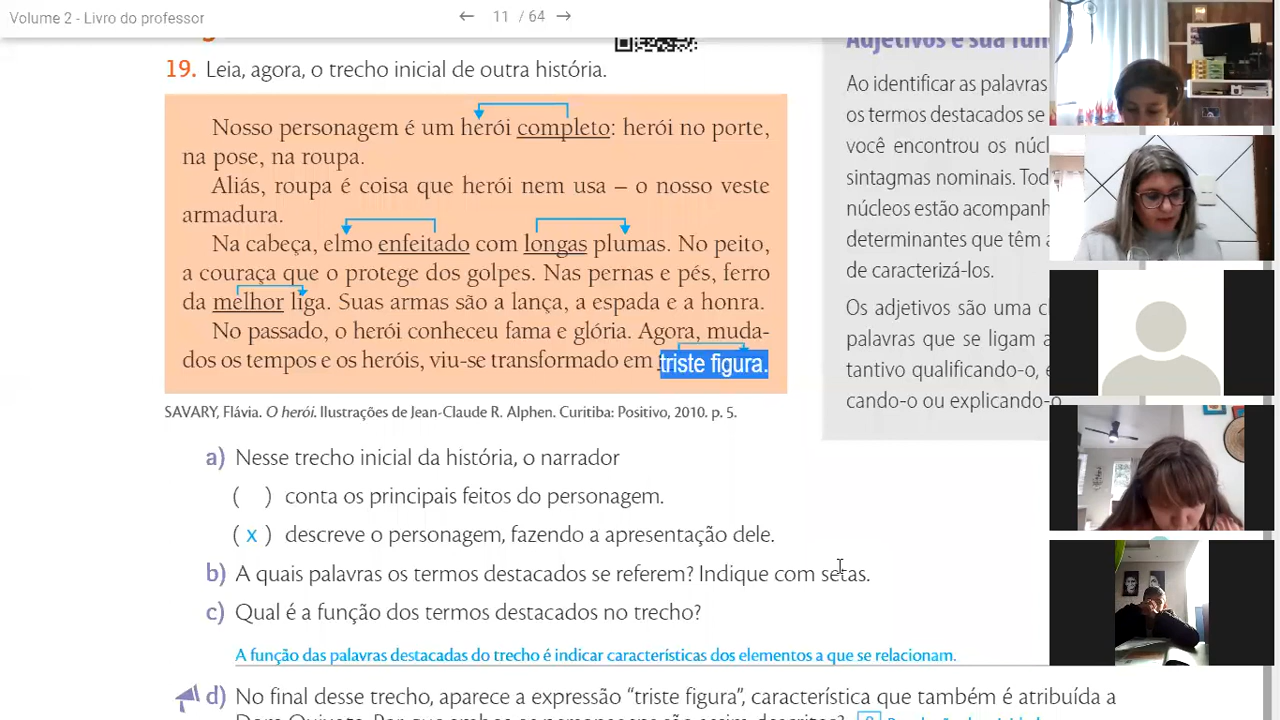 Volume 2 - Livro do professor
11 / 64
19. Leia, agora, o trecho inicial de outra história.
Nosso personagem é um herói completo: herói no porte,
na pose, na roupa.
Aliás, roupa é coisa que herói nem usa – o nosso veste
armadura.
Na cabeça, elmo enfeitado com longas plumas. No peito,
a couraça que o protege dos golpes. Nas pernas e pés, ferro
da melhor liga. Suas armas são a lança, a espada e a honra.
No passado, o herói conheceu fama e glória. Agora, muda-
dos os tempos e os heróis, viu-se transformado em triste figura.
SAVARY, Flávia. O herói. Ilustrações de Jean-Claude R. Alphen. Curitiba: Positivo, 2010. p. 5.
a) Nesse trecho inicial da história, o narrador
( ) conta os principais feitos do personagem.
( x ) descreve o personagem, fazendo a apresentação dele.
b) A quais palavras os termos destacados se referem? Indique com setas.
c) Qual é a função dos termos destacados no trecho?
A função das palavras destacadas do trecho é indicar características dos elementos a que se relacionam.
d) No final desse trecho, aparece a expressão “triste figura”, característica que também é atribuída a
Adjetivos e sua fun
Ao identificar as palavras
os termos destacados se
você encontrou os núcl
sintagmas nominais. Tod
núcleos estão acompanh
determinantes que têm a
de caracterizá-los.
Os adjetivos são uma c
palavras que se ligam a
tantivo qualificando-o, e
cando-o ou explicando-o